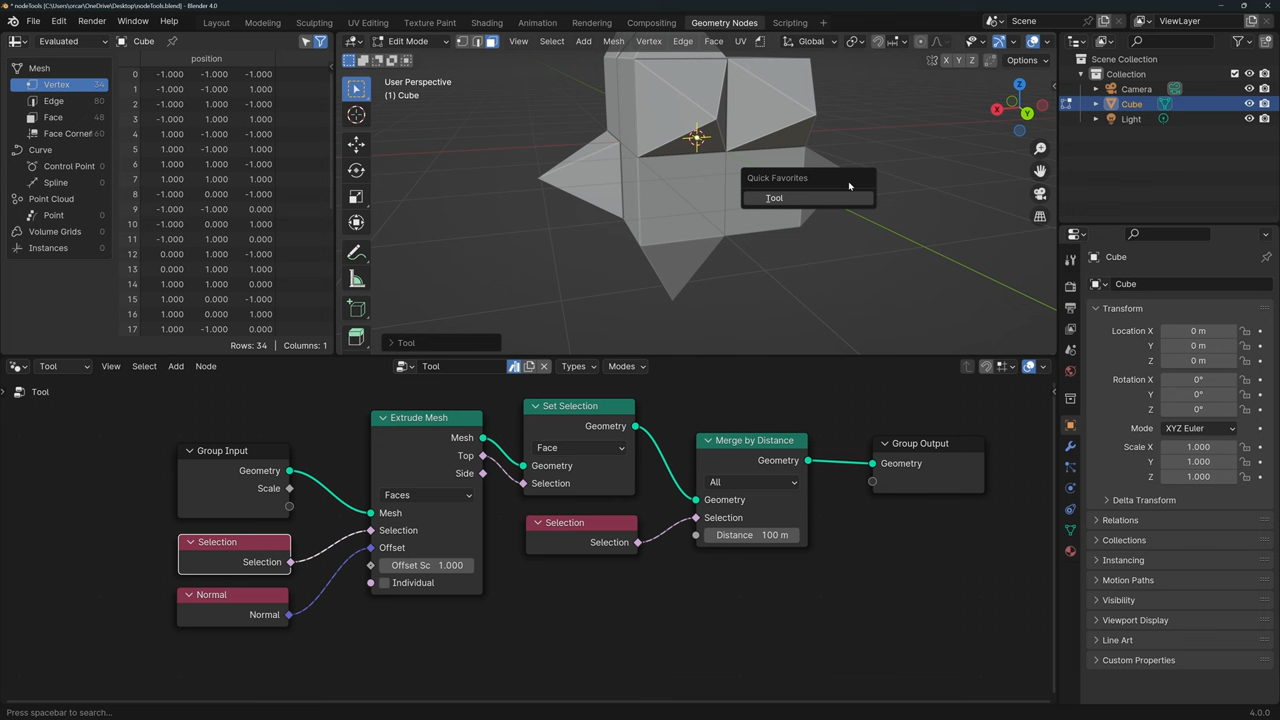 * nodeTools [C:\Users\orcar\OneDrive\Desktop\nodeTools.blend] - Blender 4.0
File Edit Render Window Help
Layout Modeling Sculpting UV Editing Texture Paint Shading Animation Rendering Compositing Geometry Nodes Scripting +
Scene
ViewLayer
Evaluated
Cube
Edit Mode
View Select Add Mesh Vertex Edge Face UV
Global
X Y Z
Options
position
Mesh
Vertex 34
Edge 80
Face 48
Face Corner 60
Curve
Control Point 0
Spline 0
Point Cloud
Point 0
Volume Grids 0
Instances 0
0 -1.000 -1.000 -1.000
1 -1.000 -1.000 1.000
2 -1.000 1.000 -1.000
3 -1.000 1.000 1.000
4 1.000 -1.000 -1.000
5 1.000 -1.000 1.000
6 1.000 1.000 -1.000
7 1.000 1.000 1.000
8 -1.000 0.000 -1.000
9 -1.000 -1.000 0.000
10 -1.000 1.000 0.000
11 -1.000 0.000 1.000
12 0.000 1.000 -1.000
13 0.000 1.000 1.000
14 1.000 1.000 0.000
15 1.000 0.000 -1.000
16 1.000 0.000 1.000
17 1.000 -1.000 0.000
Rows: 34 | Columns: 1
User Perspective
(1) Cube
X
Y
Z
Quick Favorites
Tool
Tool
Scene Collection
Collection
Camera
Cube
Light
Cube
Cube
Transform
Location X 0 m
Y 0 m
Z 0 m
Rotation X 0°
Y 0°
Z 0°
Mode XYZ Euler
Scale X 1.000
Y 1.000
Z 1.000
Delta Transform
Relations
Collections
Instancing
Motion Paths
Visibility
Viewport Display
Line Art
Custom Properties
Tool
View Select Add Node
Tool
Types Modes
Tool
Group Input
Geometry
Scale
Selection
Selection
Normal
Normal
Extrude Mesh
Mesh
Top
Side
Faces
Mesh
Selection
Offset
Offset Sc 1.000
Individual
Set Selection
Geometry
Face
Geometry
Selection
Selection
Selection
Merge by Distance
Geometry
All
Geometry
Selection
Distance 100 m
Group Output
Geometry
Press spacebar to search...
4.0.0